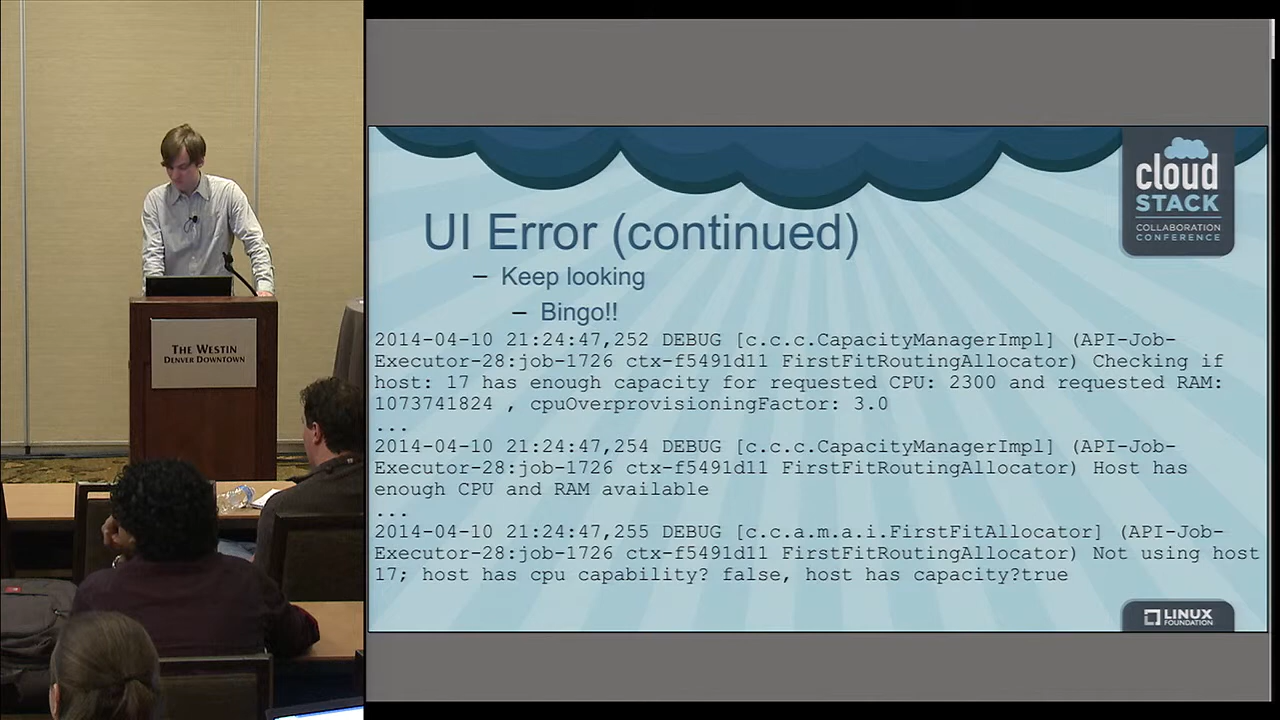 THE WESTIN
DENVER DOWNTOWN
cloud
STACK
COLLABORATION
CONFERENCE
UI Error (continued)
– Keep looking
– Bingo!!
2014-04-10 21:24:47,252 DEBUG [c.c.c.CapacityManagerImpl] (API-Job-
Executor-28:job-1726 ctx-f5491d11 FirstFitRoutingAllocator) Checking if
host: 17 has enough capacity for requested CPU: 2300 and requested RAM:
1073741824 , cpuOverprovisioningFactor: 3.0
...
2014-04-10 21:24:47,254 DEBUG [c.c.c.CapacityManagerImpl] (API-Job-
Executor-28:job-1726 ctx-f5491d11 FirstFitRoutingAllocator) Host has
enough CPU and RAM available
...
2014-04-10 21:24:47,255 DEBUG [c.c.a.m.a.i.FirstFitAllocator] (API-Job-
Executor-28:job-1726 ctx-f5491d11 FirstFitRoutingAllocator) Not using host
17; host has cpu capability? false, host has capacity?true
LINUX
FOUNDATION